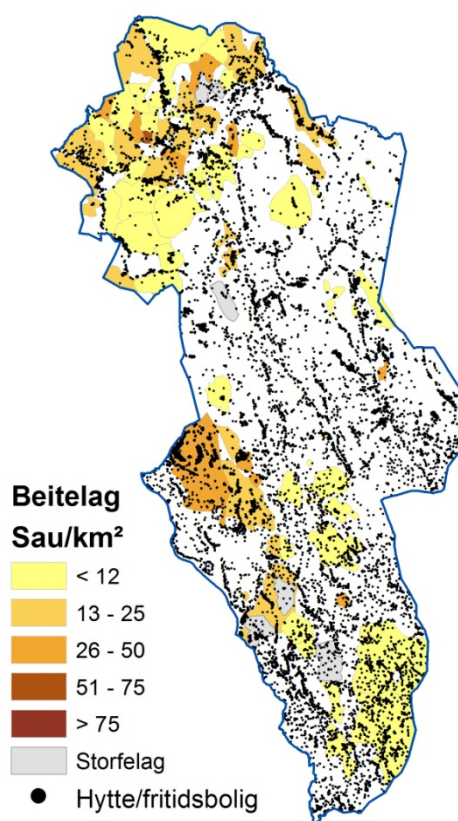 Beitelag
Sau/km²
< 12
13 - 25
26 - 50
51 - 75
> 75
Storfelag
Hytte/fritidsbolig